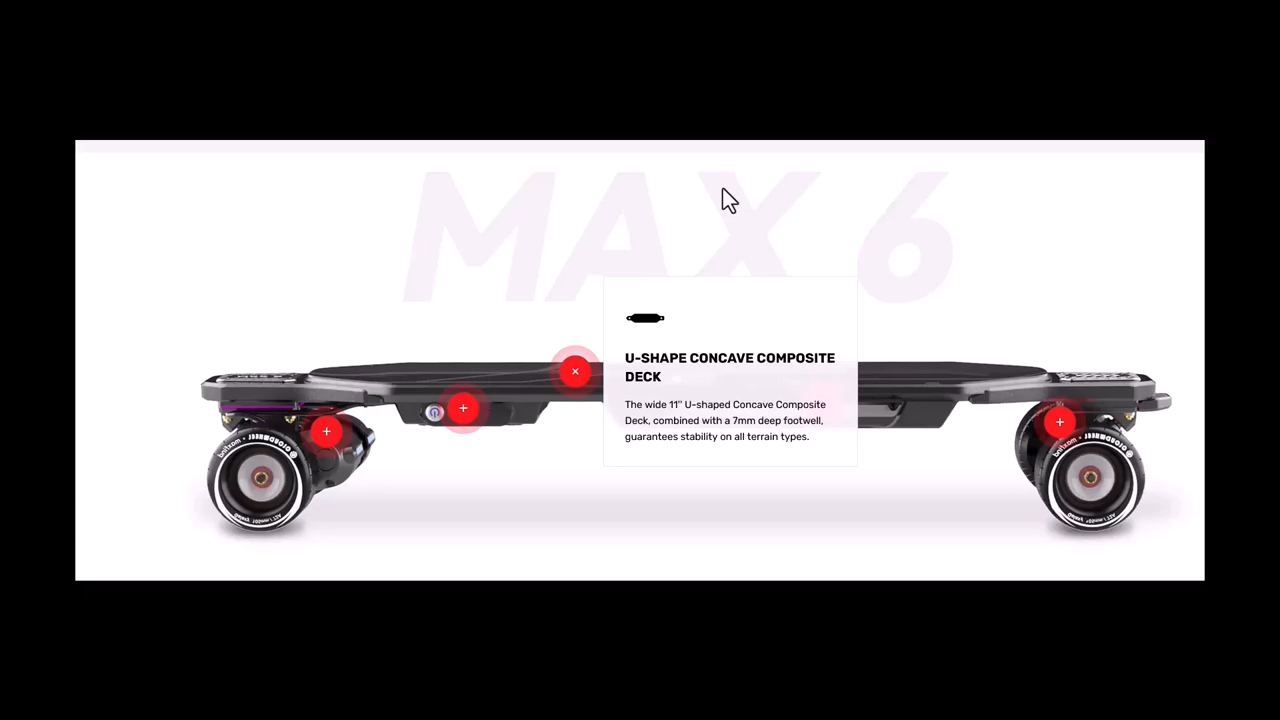 MAX 6
U-SHAPE CONCAVE COMPOSITE
DECK
The wide 11'' U-shaped Concave Composite
Deck, combined with a 7mm deep footwell,
guarantees stability on all terrain types.